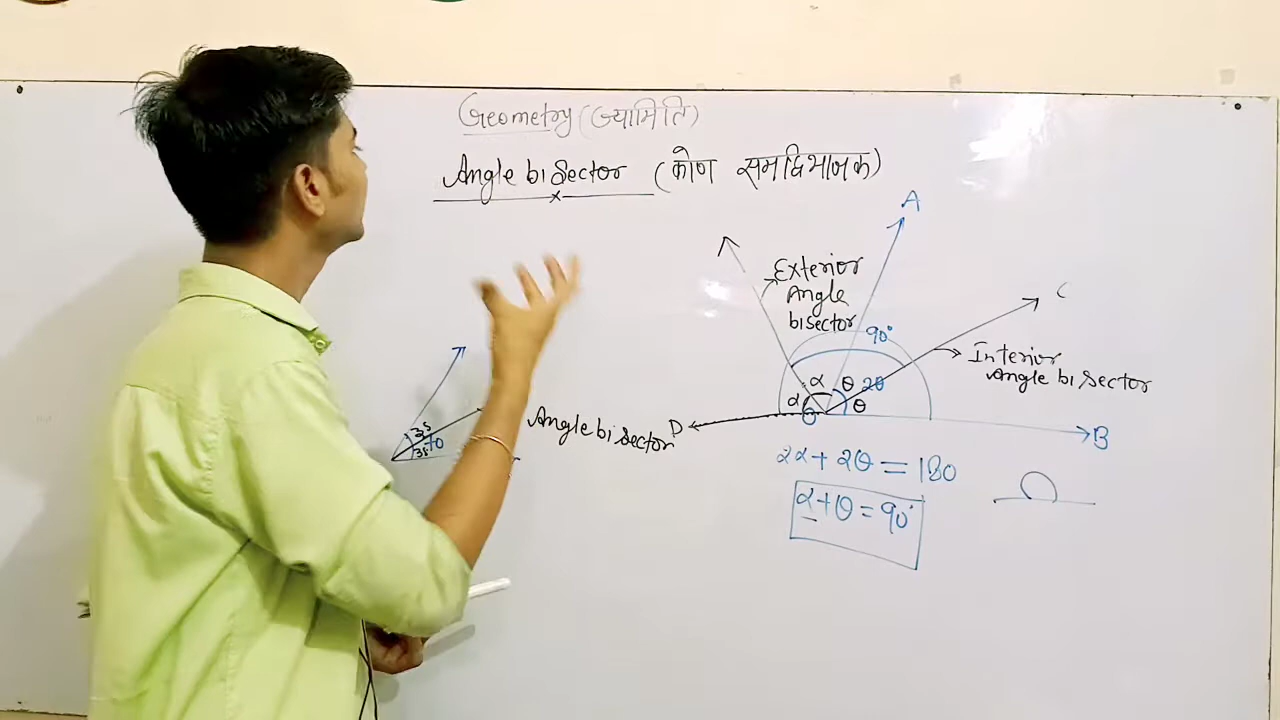 Geometry (ज्यामिति)
Angle bisector (कोण समद्विभाजक)
A
Exterior
Angle
bisector
C
90°
Interior
Angle bisector
α θ 2θ
α θ
35
70
35
Angle bisector
D
O
B
2α + 2θ = 180
α + θ = 90°